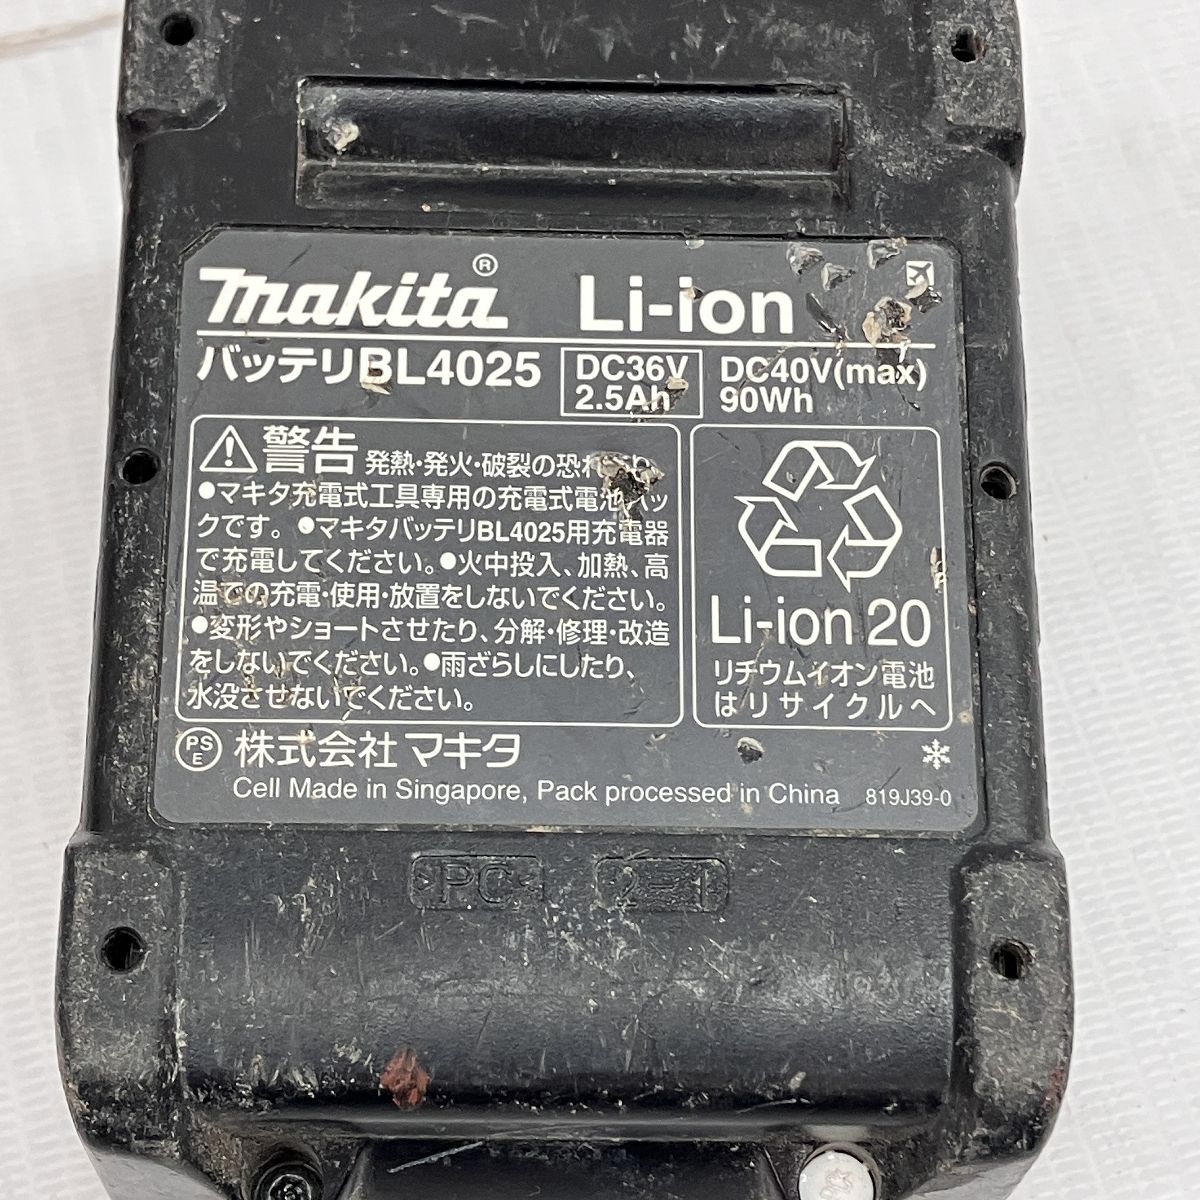 makita®
Li-ion
バッテリBL4025
DC36V
2.5Ah
DC40V(max)
90Wh
警告 発熱・発火・破裂の恐れ
●マキタ充電式工具専用の充電式電池パッ
クです。●マキタバッテリBL4025用充電器
で充電してください。●火中投入、加熱、高
温での充電・使用・放置をしないでください。
●変形やショートさせたり、分解・修理・改造
をしないでください。●雨ざらしにしたり、
水没させないでください。
Li-ion 20
リチウムイオン電池
はリサイクルへ
PS
E
株式会社 マキタ
Cell Made in Singapore, Pack processed in China 819J39-0
>PC< 2-1